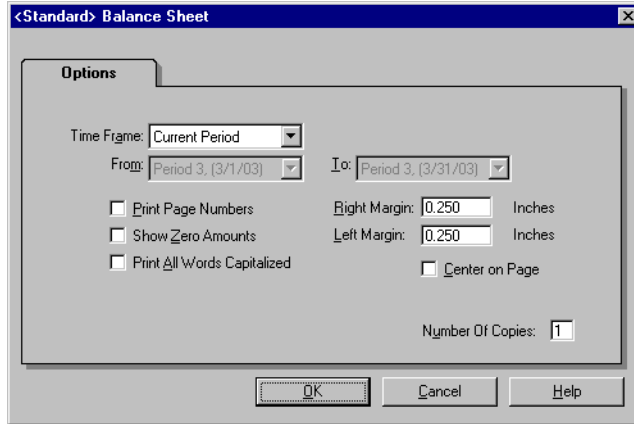 <Standard> Balance Sheet
Options
Time Frame: Current Period
From: Period 3, (3/1/03) To: Period 3, (3/31/03)
Print Page Numbers Right Margin: 0.250 Inches
Show Zero Amounts Left Margin: 0.250 Inches
Print All Words Capitalized
Center on Page
Number Of Copies: 1
OK Cancel Help